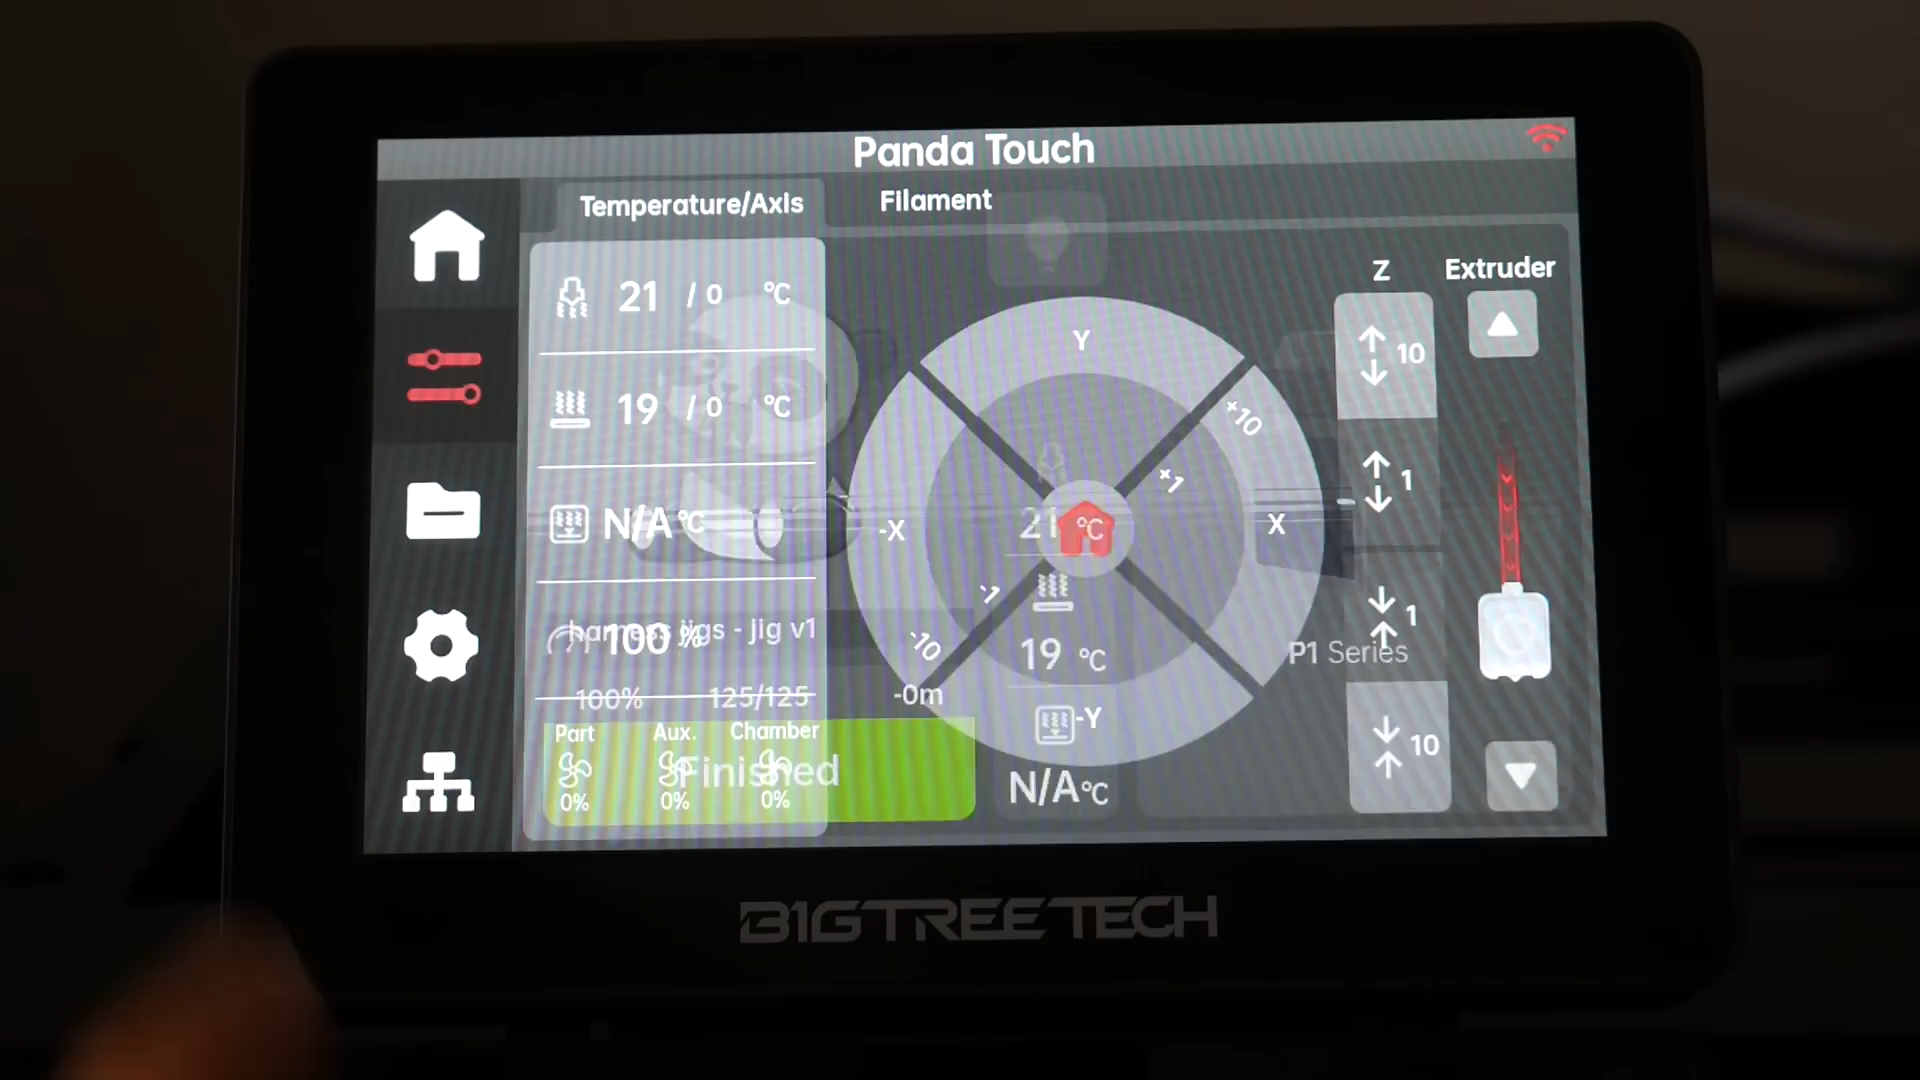 Panda Touch
Temperature/Axis
Filament
21 / 0 °C
19 / 0 °C
N/A °C
100 %
Part Aux. Chamber
0% 0% 0%
harness jigs - jig v1
100% 125/125 -0m
Finished
Y
+10
+1
-X
X
-1
-10
-Y
21 °C
19 °C
N/A °C
Z
10
1
1
10
P1 Series
Extruder
BIGTREETECH